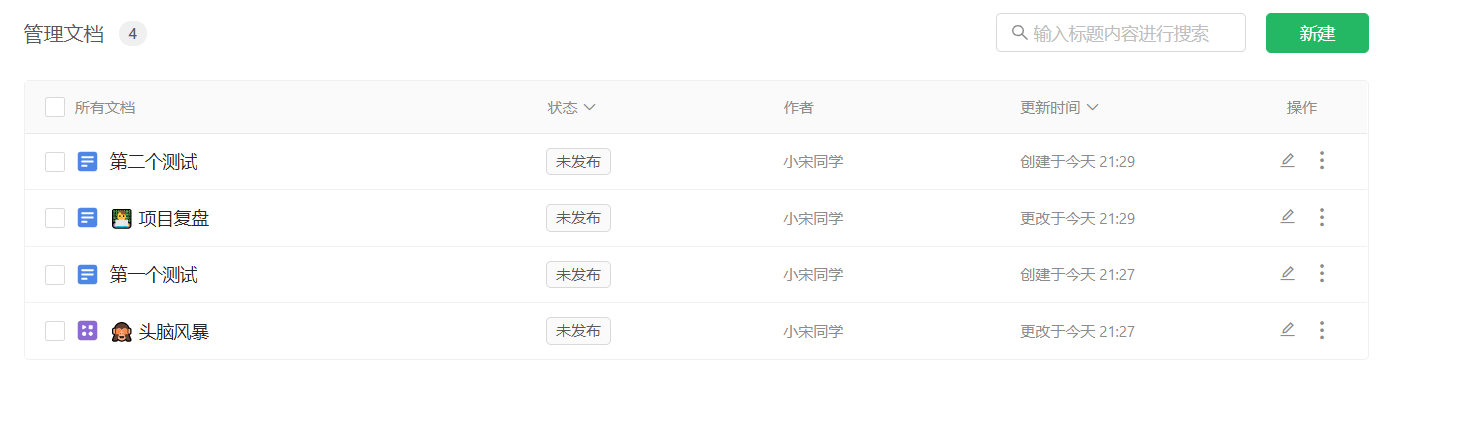 管理文档 4 输入标题内容进行搜索 新建
所有文档 状态 作者 更新时间 操作
第二个测试 未发布 小宋同学 创建于今天 21:29
项目复盘 未发布 小宋同学 更改于今天 21:29
第一个测试 未发布 小宋同学 创建于今天 21:27
头脑风暴 未发布 小宋同学 更改于今天 21:27